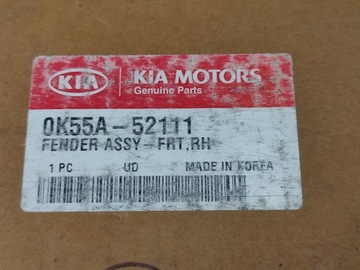 KIA
KIA MOTORS
Genuine Parts
0K55A-52111
FENDER ASSY-FRT,RH
1 PC UD MADE IN KOREA